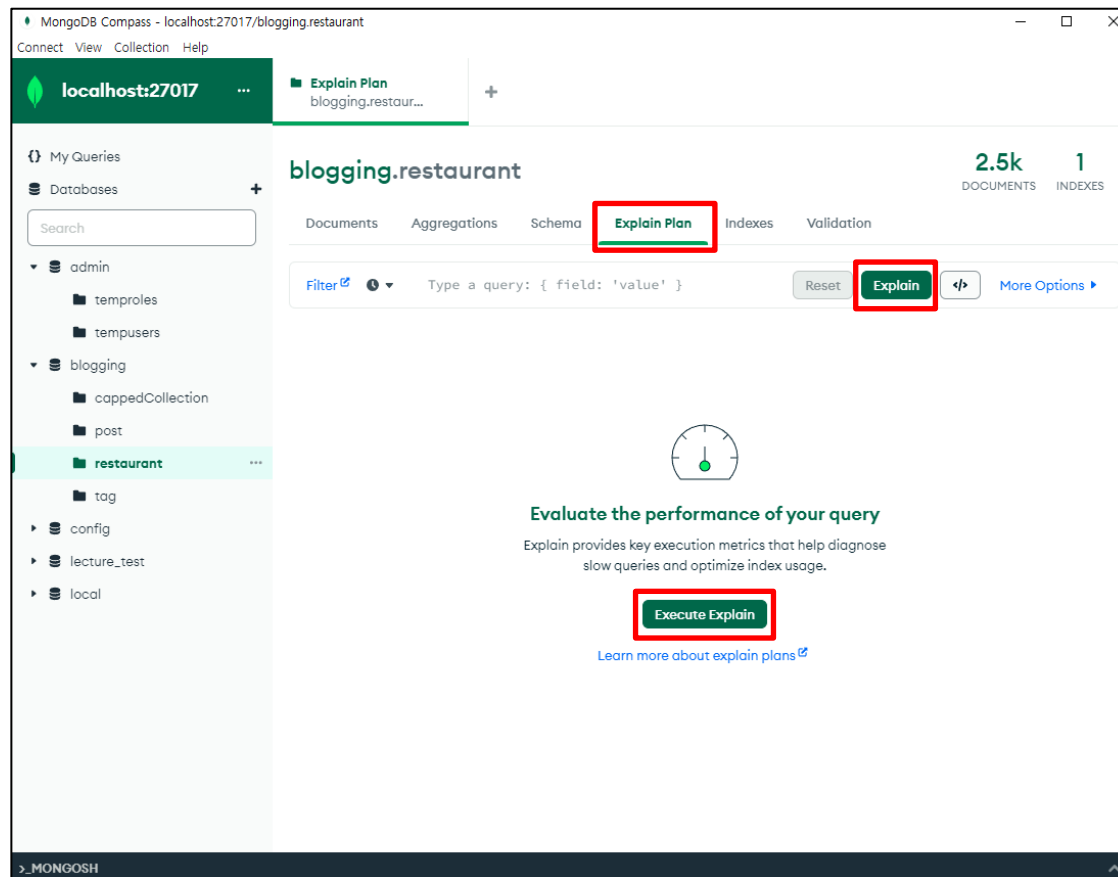 MongoDB Compass - localhost:27017/blogging.restaurant
Connect View Collection Help
localhost:27017 ...
Explain Plan
blogging.restaur...
{} My Queries
Databases
Search
admin
temproles
tempusers
blogging
cappedCollection
post
restaurant ...
tag
config
lecture_test
local
blogging.restaurant
2.5k
DOCUMENTS
1
INDEXES
Documents Aggregations Schema Explain Plan Indexes Validation
Filter Type a query: { field: 'value' } Reset Explain </> More Options
Evaluate the performance of your query
Explain provides key execution metrics that help diagnose
slow queries and optimize index usage.
Execute Explain
Learn more about explain plans
>_MONGOSH